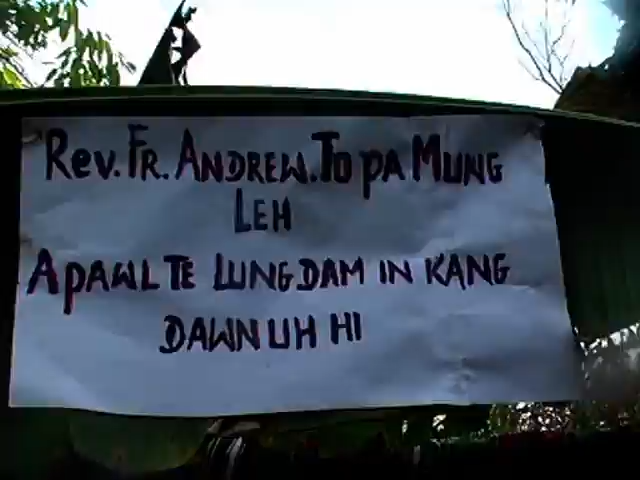 Rev. Fr. Andrew. To pa Mung
Leh
Apawl te Lungdam in kang
dawn uh hi